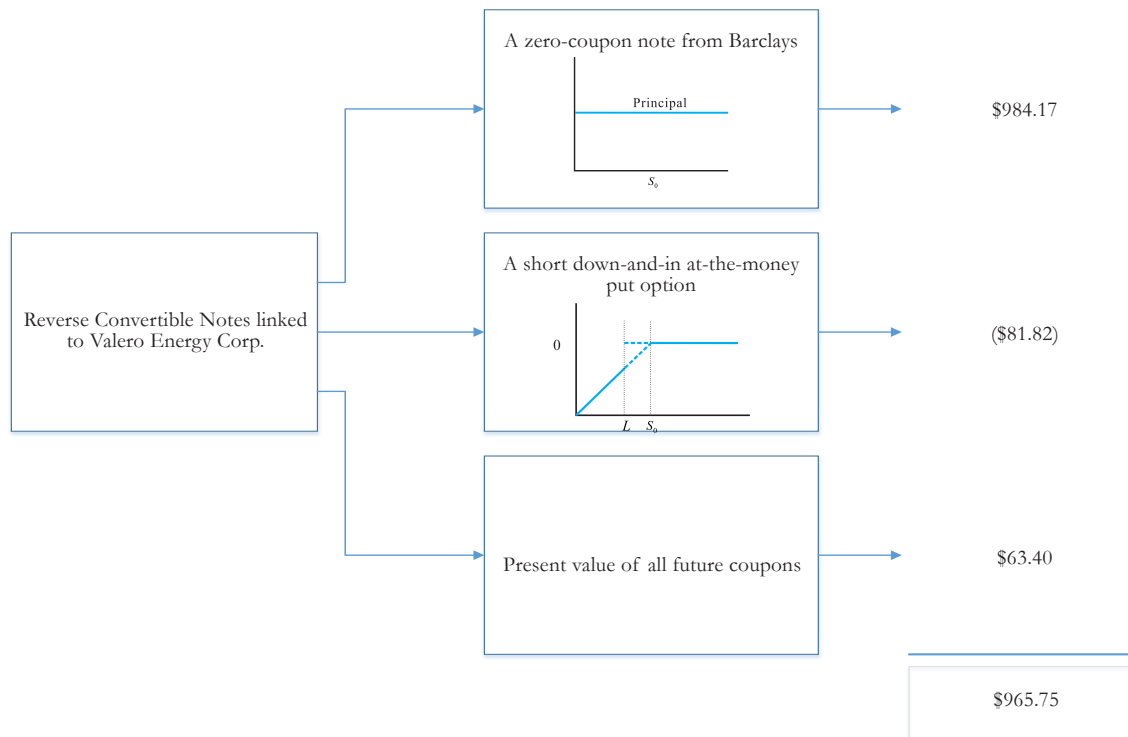 A zero-coupon note from Barclays
Principal
S₀
$984.17
Reverse Convertible Notes linked
to Valero Energy Corp.
A short down-and-in at-the-money
put option
0
L S₀
($81.82)
Present value of all future coupons
$63.40
$965.75